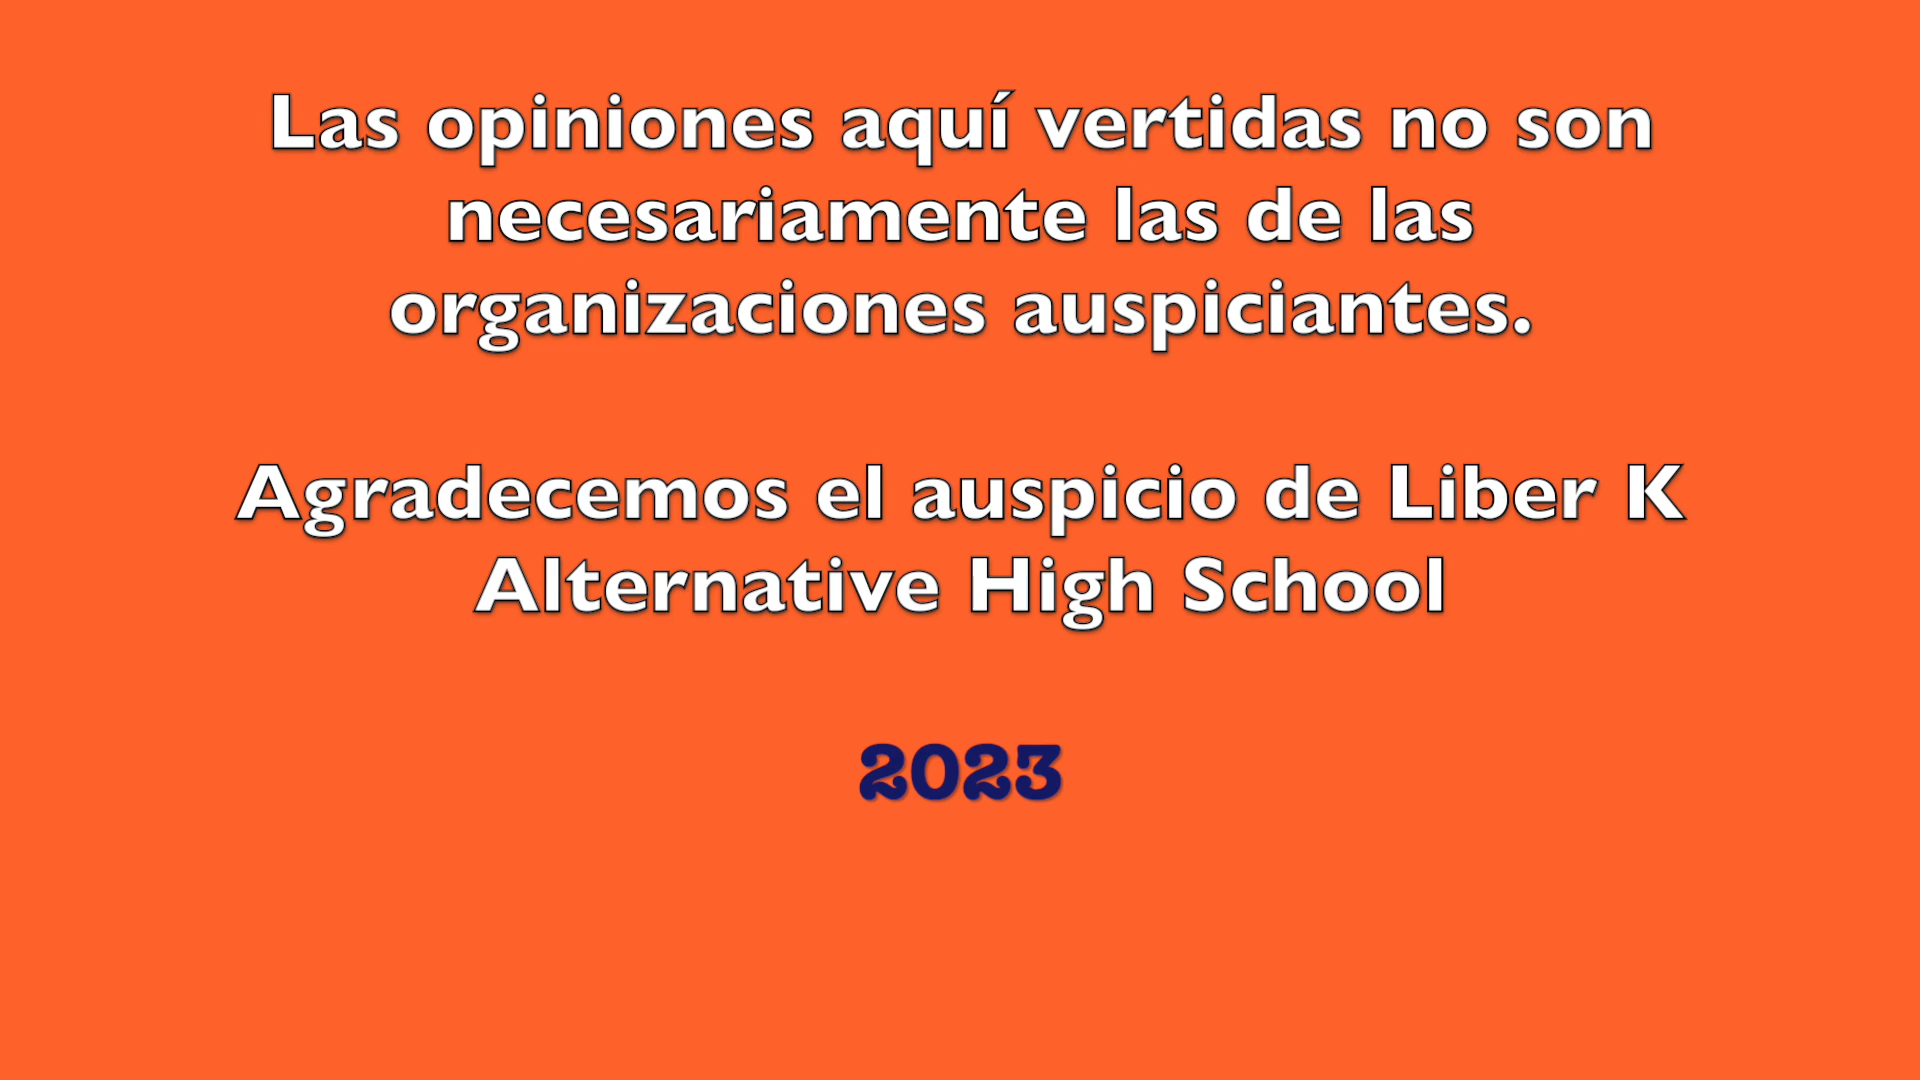 Las opiniones aquí vertidas no son
necesariamente las de las
organizaciones auspiciantes.
Agradecemos el auspicio de Liber K
Alternative High School
2023